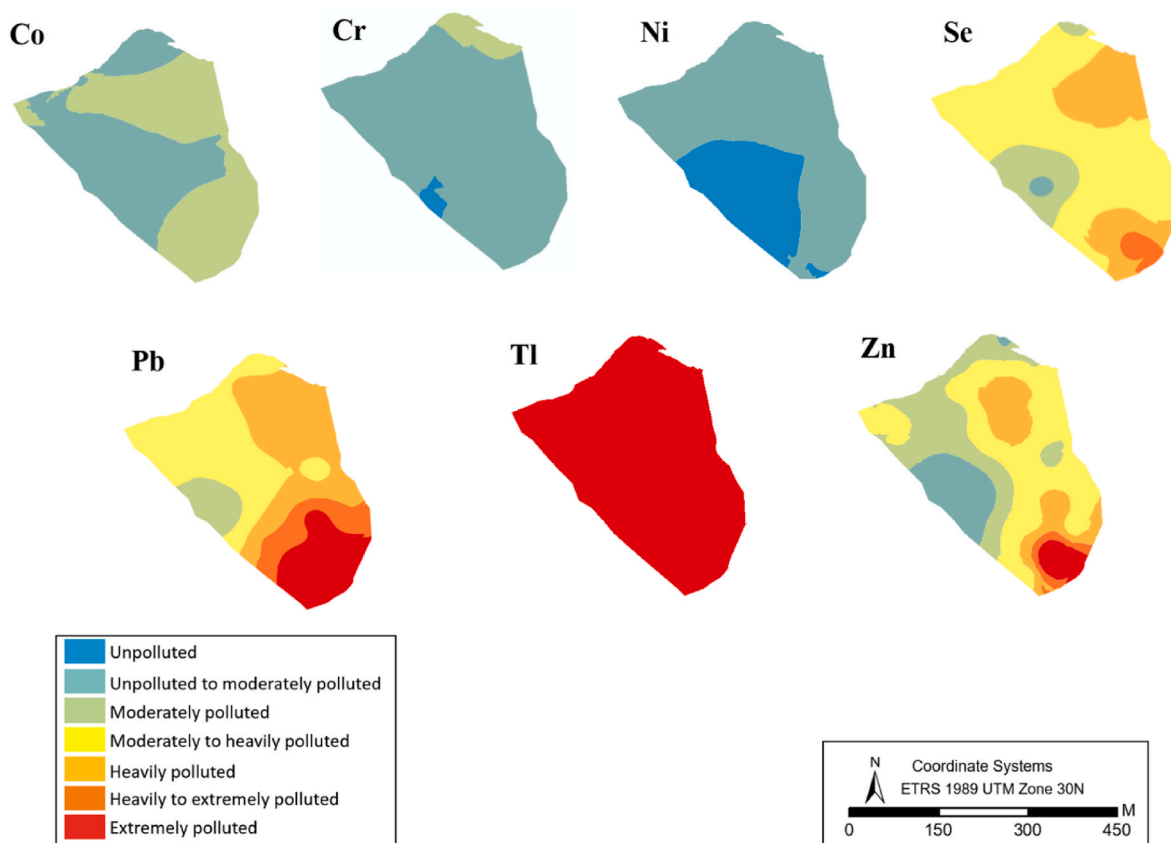 Co
Cr
Ni
Se
Pb
Tl
Zn
Unpolluted
Unpolluted to moderately polluted
Moderately polluted
Moderately to heavily polluted
Heavily polluted
Heavily to extremely polluted
Extremely polluted
N
Coordinate Systems
ETRS 1989 UTM Zone 30N
M
0 150 300 450